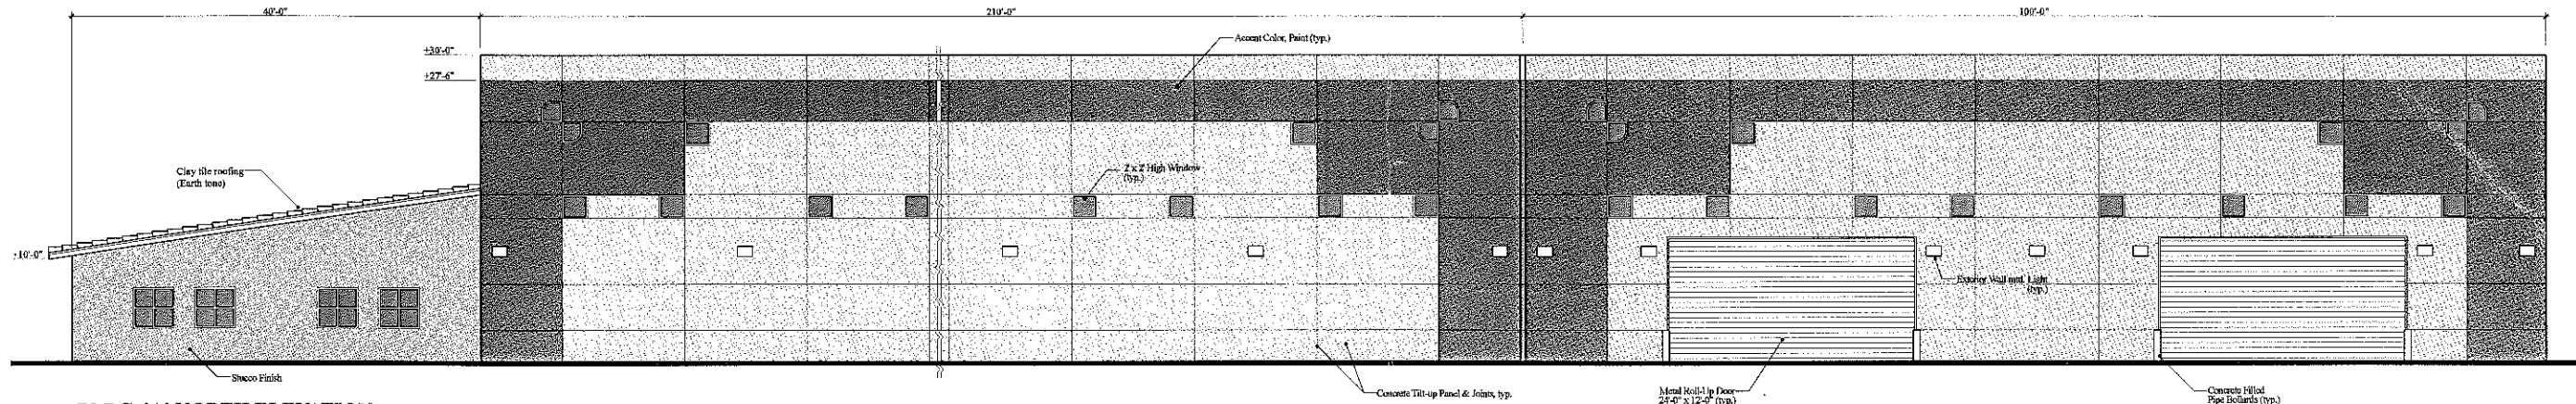 40'-0"
210'-0"
100'-0"
+30'-0"
+27'-6"
Accent Color, Paint (typ.)
Clay tile roofing
(Earth tone)
2' x 2' High Window
(typ.)
+10'-0"
Exterior Wall mtd. Light
(typ.)
Stucco Finish
Concrete Tilt-up Panel & Joints, typ.
Metal Roll-Up Door
24'-0" x 12'-0" (typ.)
Concrete Filled
Pipe Bollards (typ.)